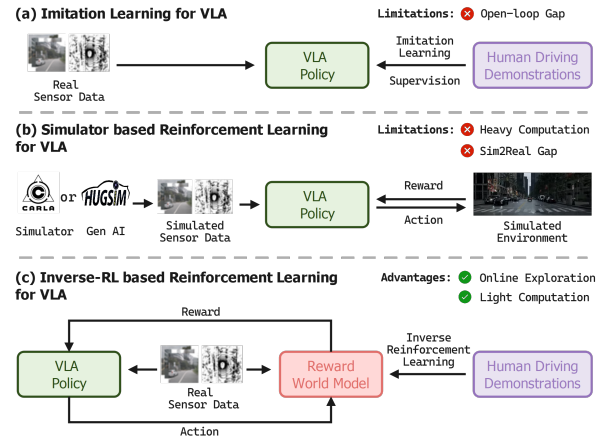 (a) Imitation Learning for VLA
Limitations: Open-loop Gap
Real
Sensor Data
VLA
Policy
Imitation
Learning
Supervision
Human Driving
Demonstrations
(b) Simulator based Reinforcement Learning
for VLA
Limitations: Heavy Computation
Sim2Real Gap
CARLA
or
HUGSIM
Simulator
Gen AI
Simulated
Sensor Data
VLA
Policy
Reward
Action
Simulated
Environment
(c) Inverse-RL based Reinforcement Learning
for VLA
Advantages: Online Exploration
Light Computation
Reward
VLA
Policy
Real
Sensor Data
Reward
World Model
Inverse
Reinforcement
Learning
Human Driving
Demonstrations
Action